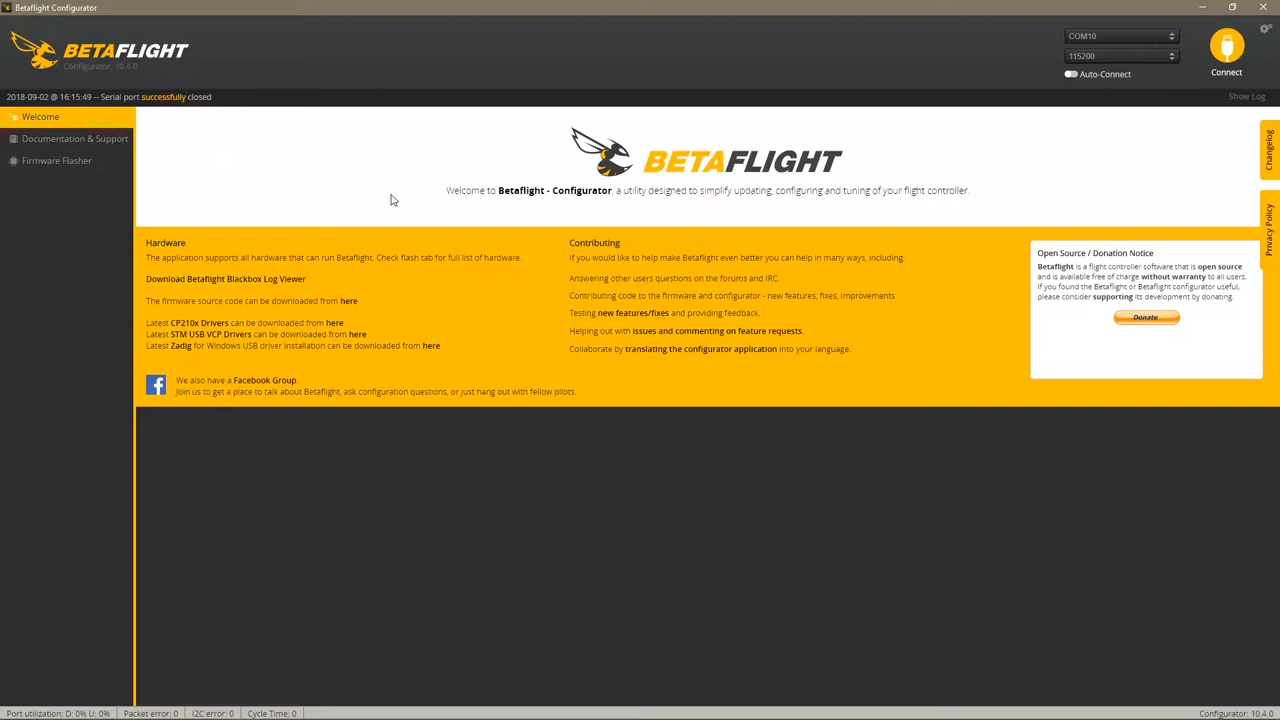 Betaflight Configurator
BETAFLIGHT
Configurator: 10.4.0
COM10
115200
Auto-Connect
Connect
2018-09-02 @ 16:15:49 -- Serial port successfully closed
Show Log
Welcome
Documentation & Support
Firmware Flasher
BETAFLIGHT
Welcome to Betaflight - Configurator, a utility designed to simplify updating, configuring and tuning of your flight controller.
Changelog
Privacy Policy
Hardware
The application supports all hardware that can run Betaflight. Check flash tab for full list of hardware.
Download Betaflight Blackbox Log Viewer
The firmware source code can be downloaded from here
Latest CP210x Drivers can be downloaded from here
Latest STM USB VCP Drivers can be downloaded from here
Latest Zadig for Windows USB driver installation can be downloaded from here
We also have a Facebook Group.
Join us to get a place to talk about Betaflight, ask configuration questions, or just hang out with fellow pilots.
Contributing
If you would like to help make Betaflight even better you can help in many ways, including:
Answering other users questions on the forums and IRC.
Contributing code to the firmware and configurator - new features, fixes, improvements
Testing new features/fixes and providing feedback.
Helping out with issues and commenting on feature requests.
Collaborate by translating the configurator application into your language.
Open Source / Donation Notice
Betaflight is a flight controller software that is open source
and is available free of charge without warranty to all users.
If you found the Betaflight or Betaflight configurator useful,
please consider supporting its development by donating.
Donate
Port utilization: D: 0% U: 0%
Packet error: 0
I2C error: 0
Cycle Time: 0
Configurator: 10.4.0